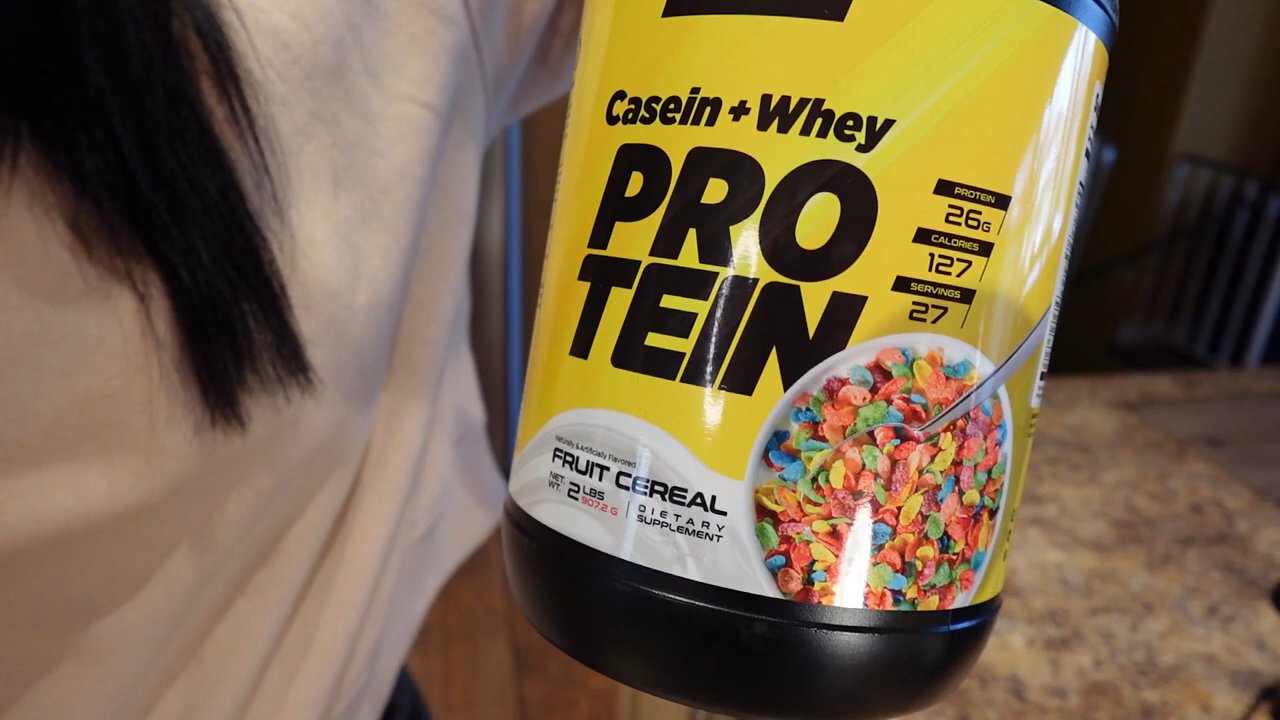 Casein + Whey
PRO
TEIN
PROTEIN
26G
CALORIES
127
SERVINGS
27
Naturally & Artificially Flavored
FRUIT CEREAL
NET. WT. 2 LBS
907.2 G
DIETARY
SUPPLEMENT